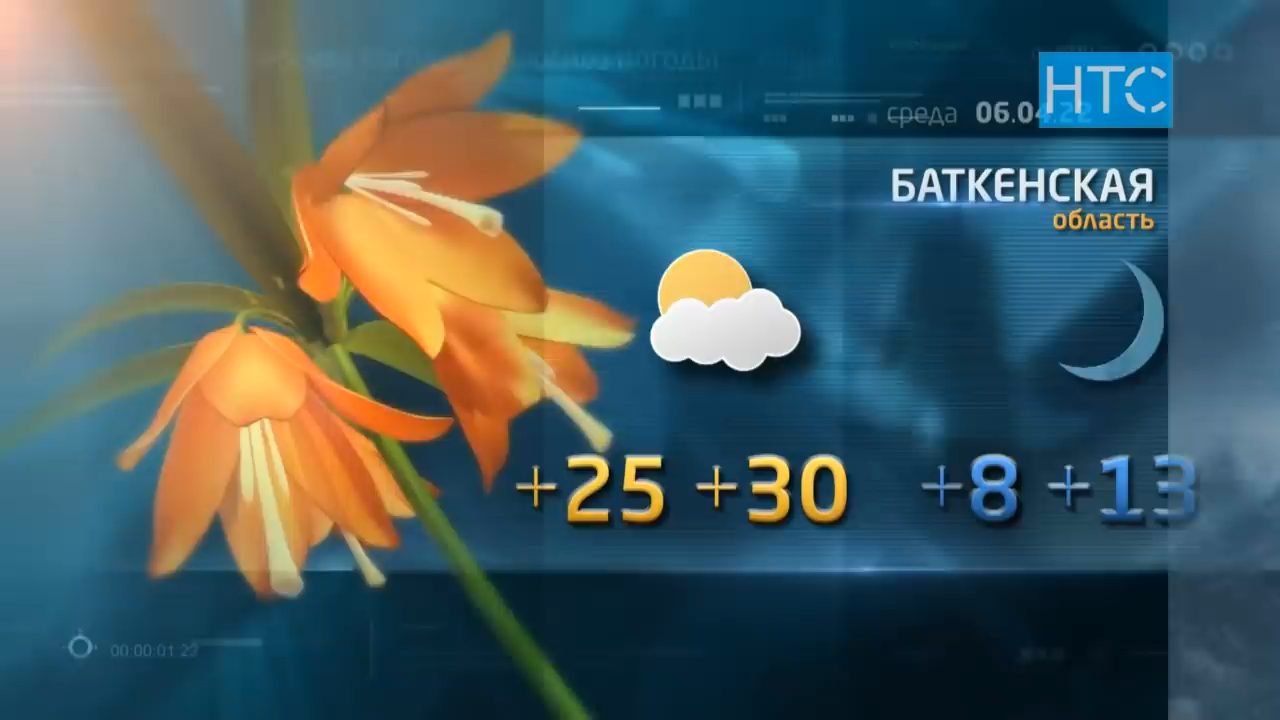 НТС
среда 06.04.22
БАТКЕНСКАЯ
область
+25 +30 +8 +13
00:00:01:22